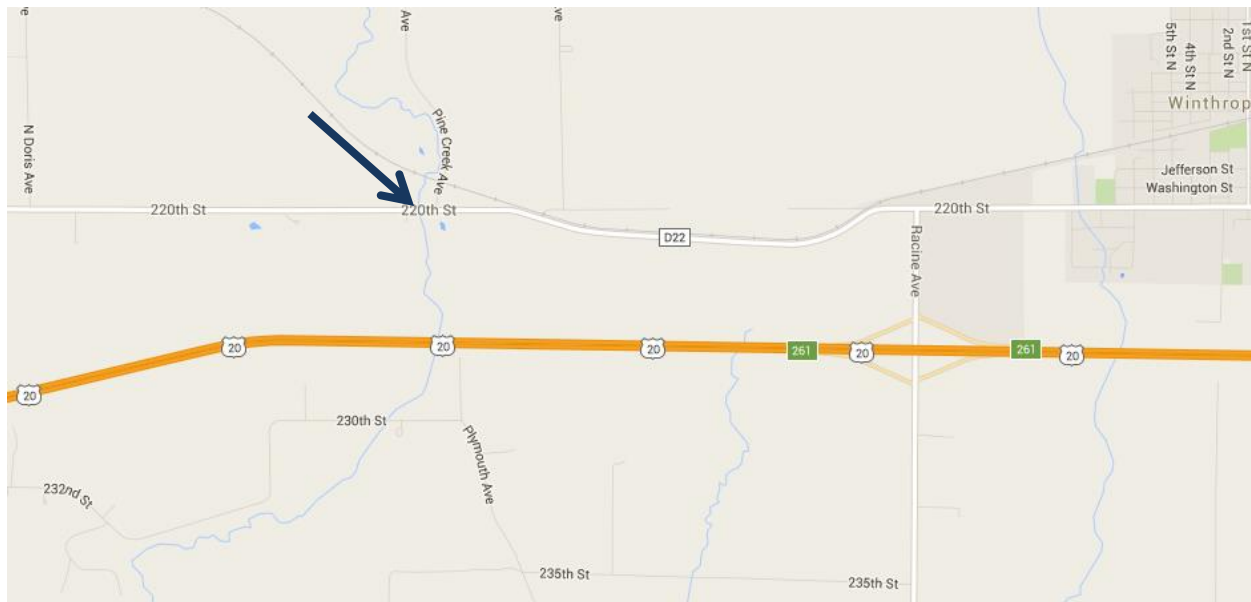 ve
Ave
ve
5th St N
4th St N
2nd St N
1st St N
Winthrop
N Doris Ave
Pine Creek Ave
Jefferson St
Washington St
220th St
220th St
220th St
D22
Racine Ave
20
20
20
261
20
261
20
20
230th St
Plymouth Ave
232nd St
235th St
235th St